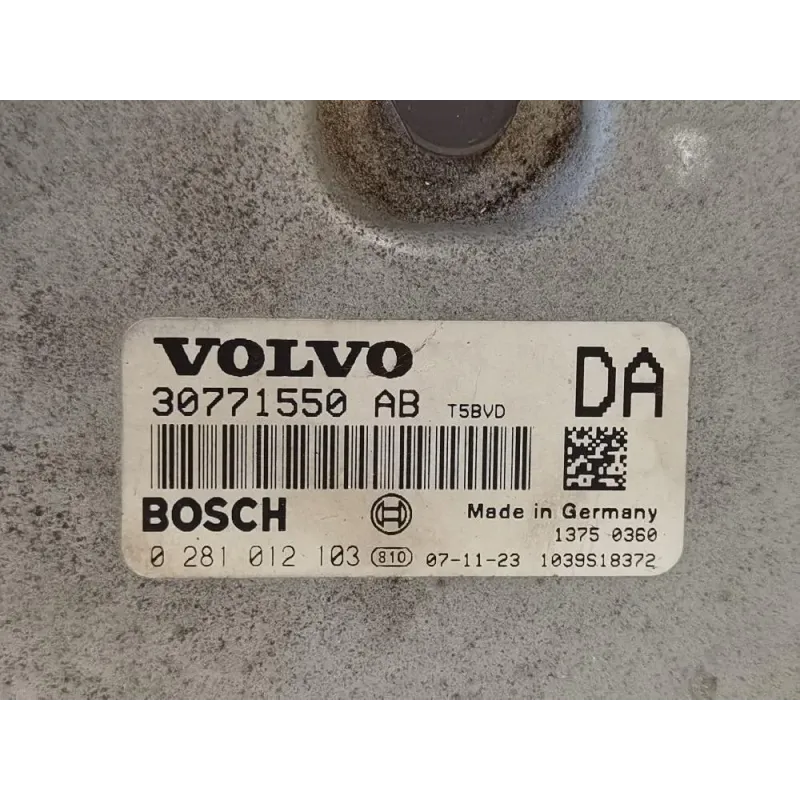 VOLVO
30771550 AB T5BVD
DA
BOSCH
Made in Germany
1375 0360
0 281 012 103 810 07-11-23 1039S18372